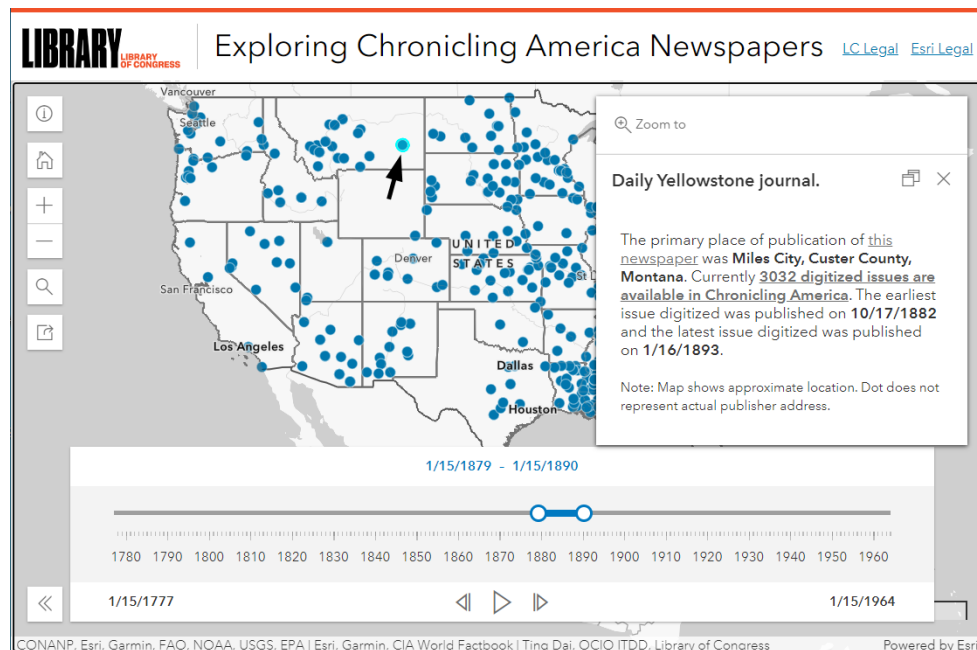 LIBRARY
LIBRARY
OF CONGRESS
Exploring Chronicling America Newspapers
LC Legal
Esri Legal
Vancouver
Seattle
UNITED
STATES
Denver
St L
San Francisco
Los Angeles
Dallas
Houston
Zoom to
Daily Yellowstone journal.
The primary place of publication of this
newspaper was Miles City, Custer County,
Montana. Currently 3032 digitized issues are
available in Chronicling America. The earliest
issue digitized was published on 10/17/1882
and the latest issue digitized was published
on 1/16/1893.
Note: Map shows approximate location. Dot does not
represent actual publisher address.
1/15/1879 - 1/15/1890
1780 1790 1800 1810 1820 1830 1840 1850 1860 1870 1880 1890 1900 1910 1920 1930 1940 1950 1960
1/15/1777
1/15/1964
CONANP, Esri, Garmin, FAO, NOAA, USGS, EPA | Esri, Garmin, CIA World Factbook | Ting Dai, OCIO ITDD, Library of Congress
Powered by Esri